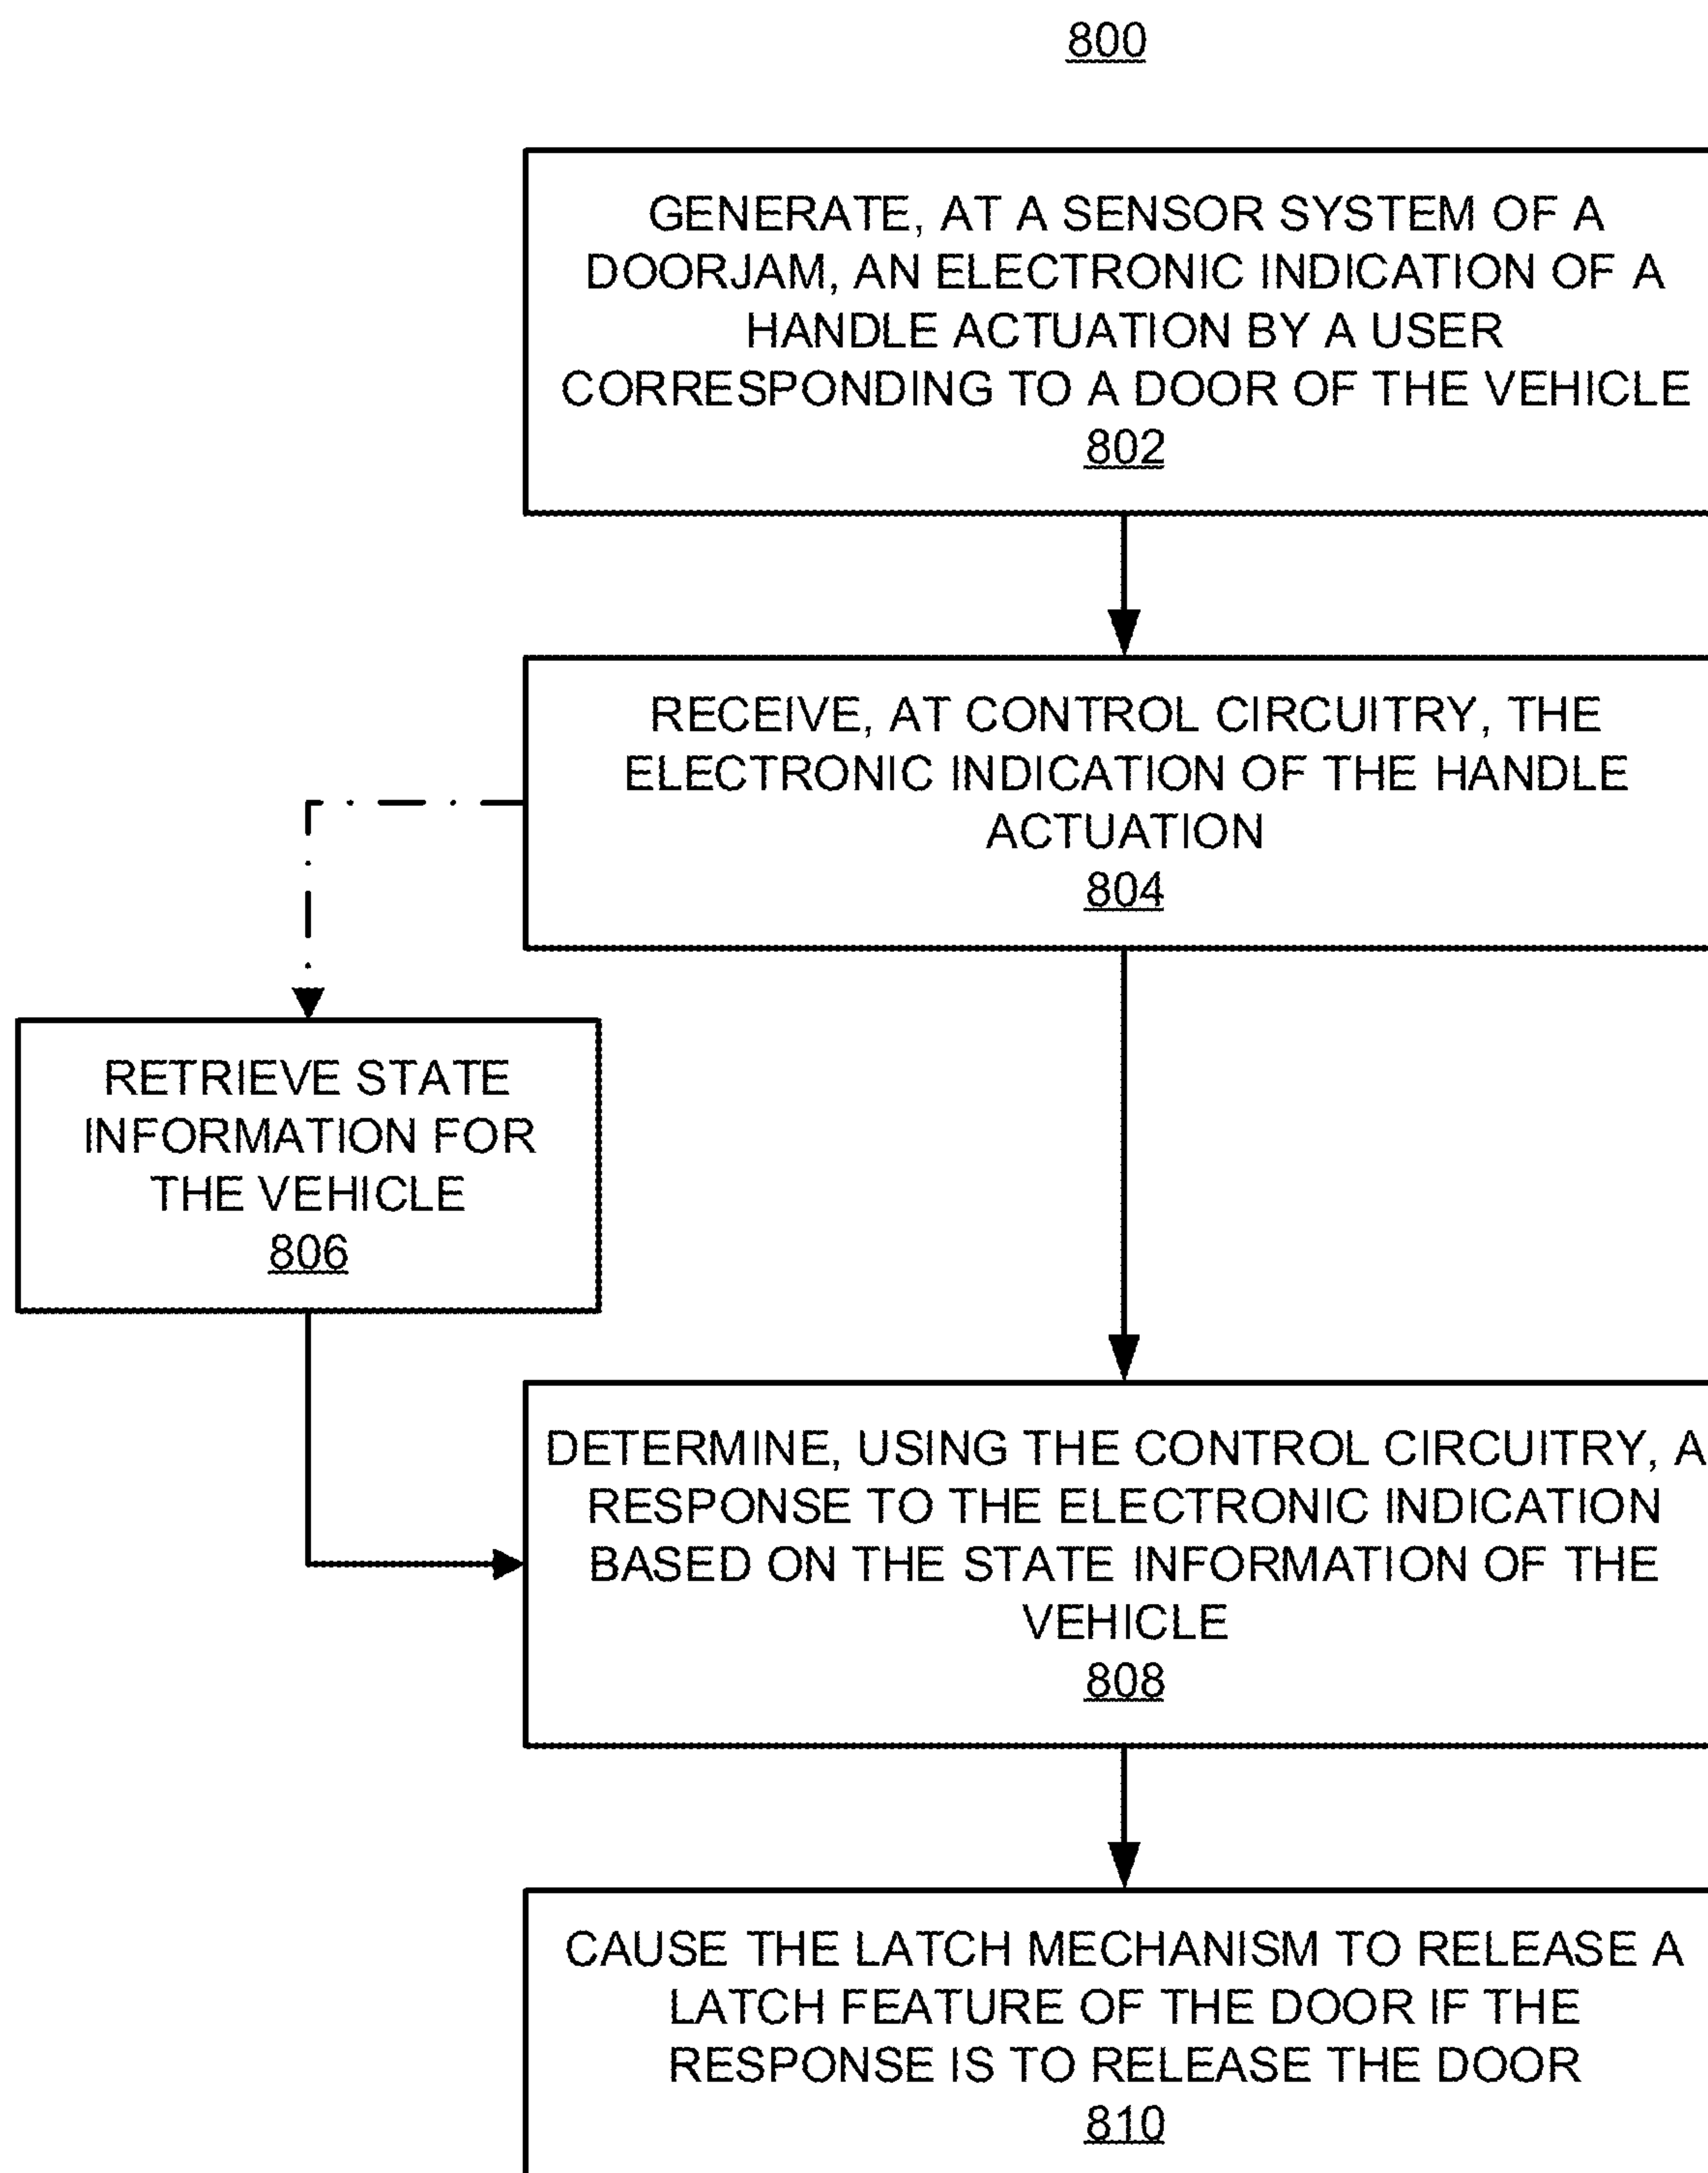 800
GENERATE, AT A SENSOR SYSTEM OF A
DOORJAM, AN ELECTRONIC INDICATION OF A
HANDLE ACTUATION BY A USER
CORRESPONDING TO A DOOR OF THE VEHICLE
802
RECEIVE, AT CONTROL CIRCUITRY, THE
ELECTRONIC INDICATION OF THE HANDLE
ACTUATION
804
RETRIEVE STATE
INFORMATION FOR
THE VEHICLE
806
DETERMINE, USING THE CONTROL CIRCUITRY, A
RESPONSE TO THE ELECTRONIC INDICATION
BASED ON THE STATE INFORMATION OF THE
VEHICLE
808
CAUSE THE LATCH MECHANISM TO RELEASE A
LATCH FEATURE OF THE DOOR IF THE
RESPONSE IS TO RELEASE THE DOOR
810